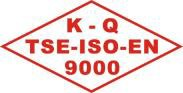 K - Q
TSE-ISO-EN
9000